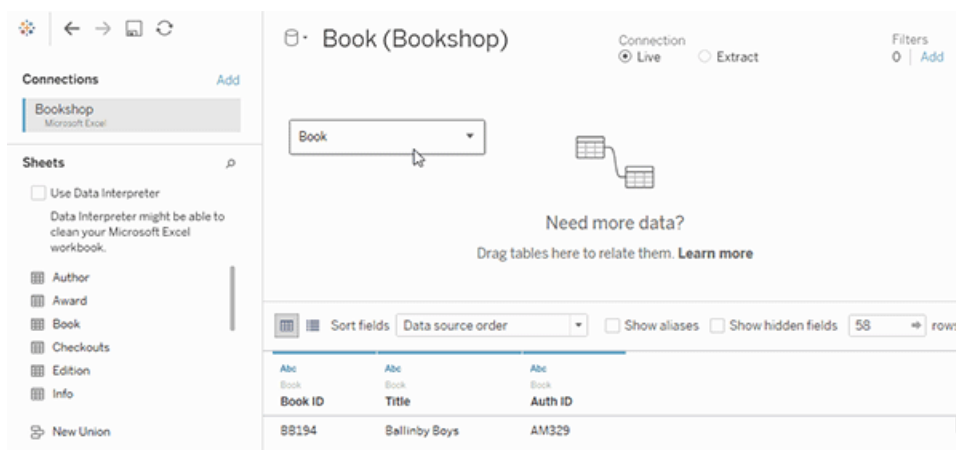 Connections Add
Bookshop
Microsoft Excel
Sheets
Use Data Interpreter
Data Interpreter might be able to
clean your Microsoft Excel
workbook.
Author
Award
Book
Checkouts
Edition
Info
New Union
Book (Bookshop)
Connection
Live Extract
Filters
0 | Add
Book
Need more data?
Drag tables here to relate them. Learn more
Sort fields Data source order Show aliases Show hidden fields 58 rows
Abc Abc Abc
Book Book Book
Book ID Title Auth ID
BB194 Ballinby Boys AM329